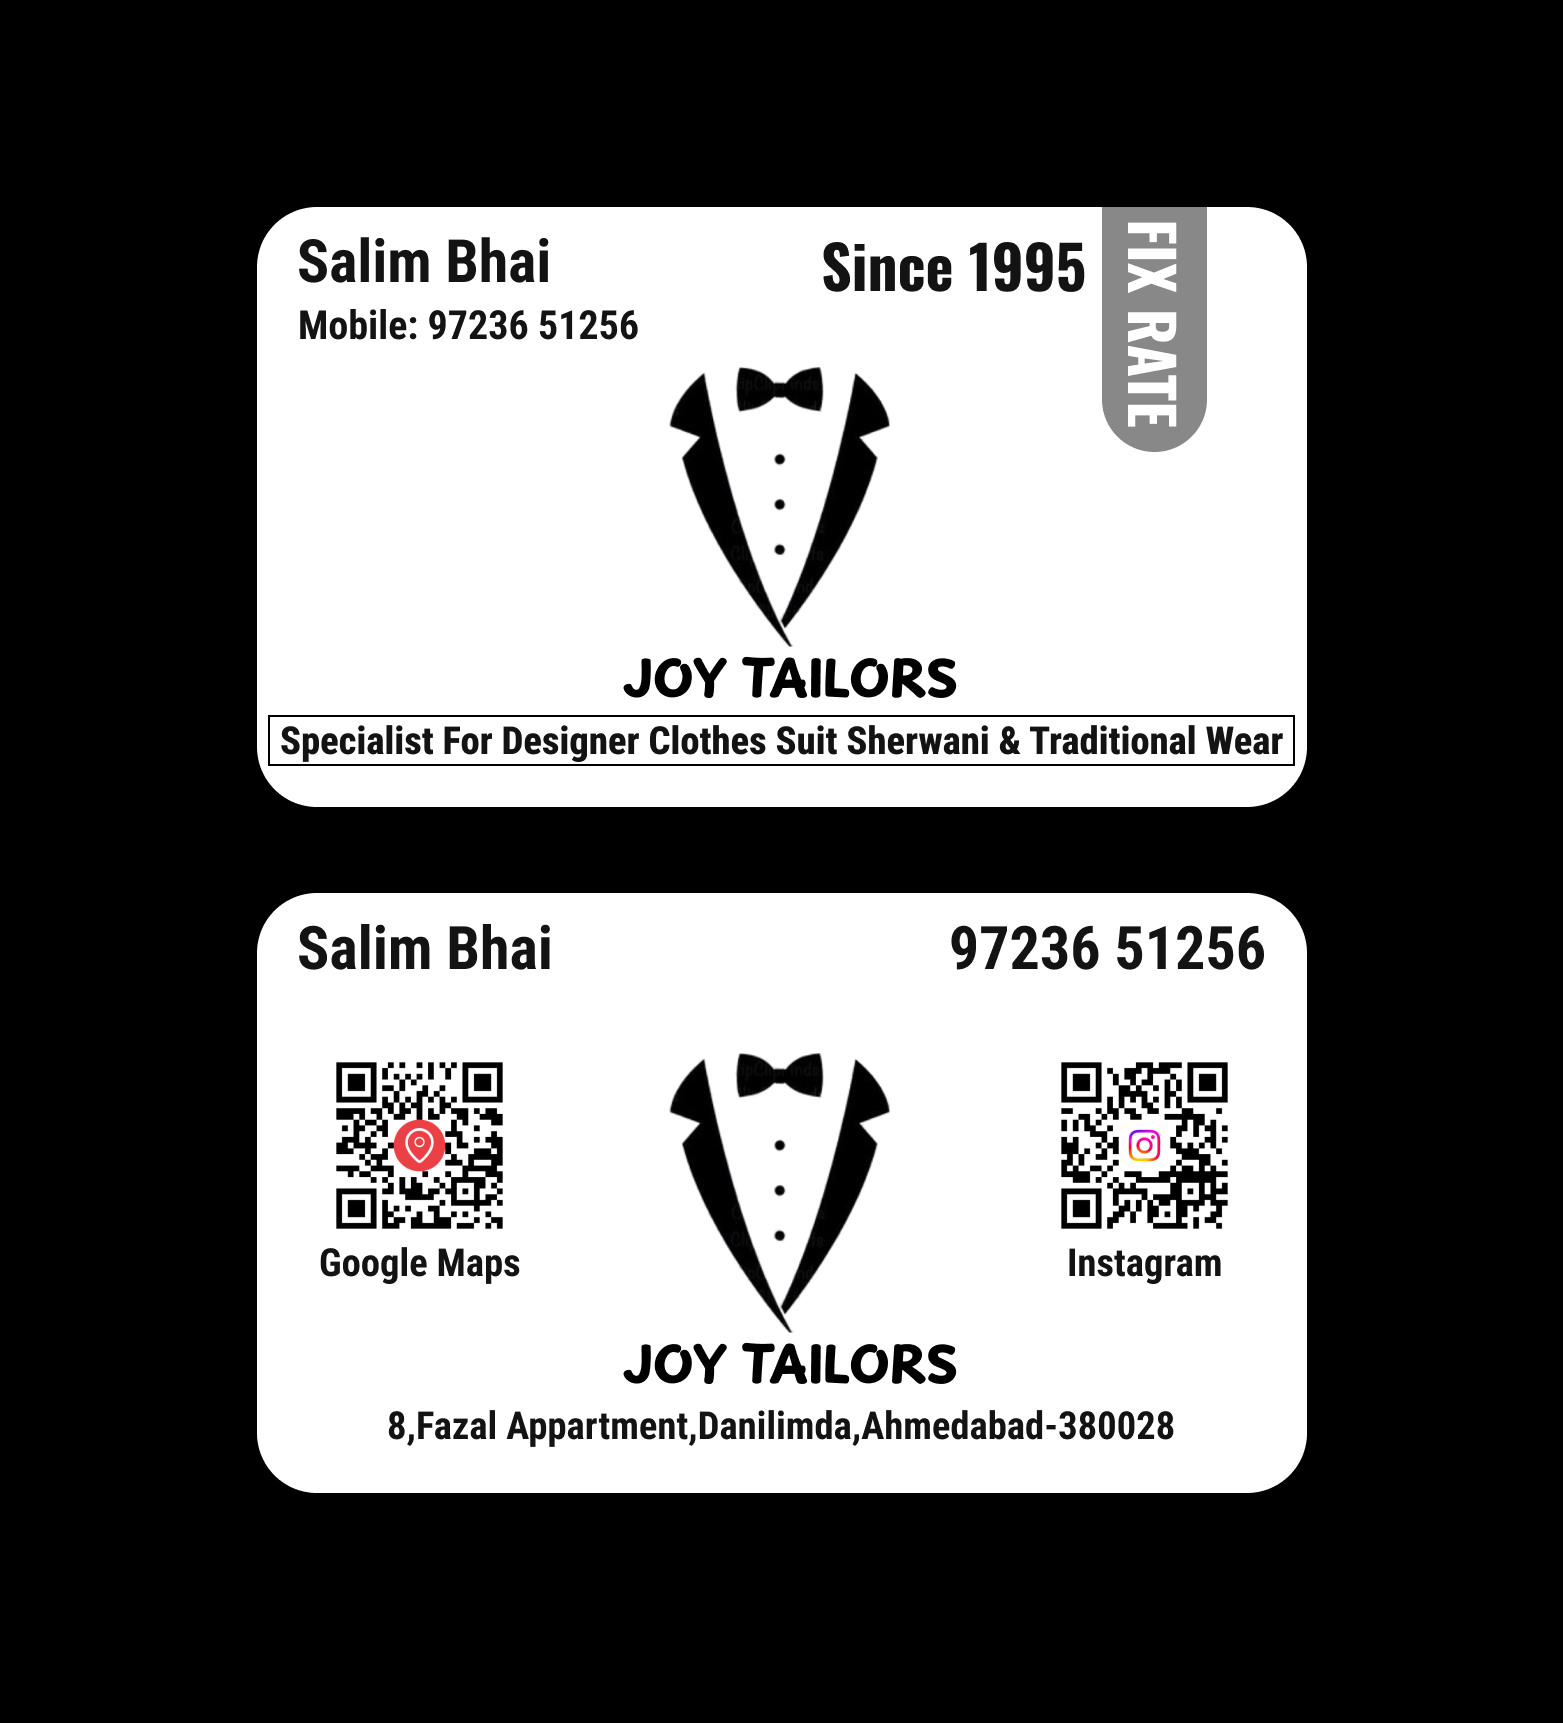 Salim Bhai
Since 1995
FIX RATE
Mobile: 97236 51256
JOY TAILORS
Specialist For Designer Clothes Suit Sherwani & Traditional Wear
Salim Bhai
97236 51256
Google Maps
Instagram
JOY TAILORS
8,Fazal Appartment,Danilimda,Ahmedabad-380028